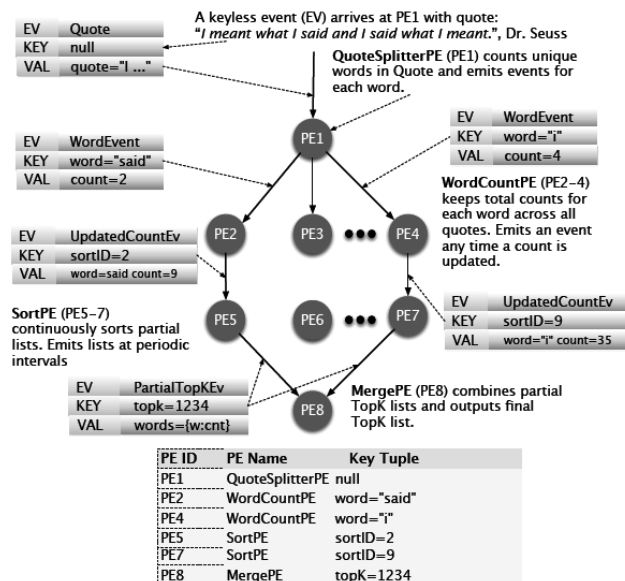 A keyless event (EV) arrives at PE1 with quote:
"I meant what I said and I said what I meant.", Dr. Seuss
EV Quote
KEY null
VAL quote="I ..."
QuoteSplitterPE (PE1) counts unique
words in Quote and emits events for
each word.
PE1
EV WordEvent
KEY word="i"
VAL count=4
EV WordEvent
KEY word="said"
VAL count=2
WordCountPE (PE2-4)
keeps total counts for
each word across all
quotes. Emits an event
any time a count is
updated.
PE2
PE3
PE4
EV UpdatedCountEv
KEY sortID=2
VAL word=said count=9
EV UpdatedCountEv
KEY sortID=9
VAL word="i" count=35
SortPE (PE5-7)
continuously sorts partial
lists. Emits lists at periodic
intervals
PE5
PE6
PE7
EV PartialTopKEv
KEY topk=1234
VAL words={w:cnt}
PE8
MergePE (PE8) combines partial
TopK lists and outputs final
TopK list.
PE ID PE Name Key Tuple
PE1 QuoteSplitterPE null
PE2 WordCountPE word="said"
PE4 WordCountPE word="i"
PE5 SortPE sortID=2
PE7 SortPE sortID=9
PE8 MergePE topK=1234